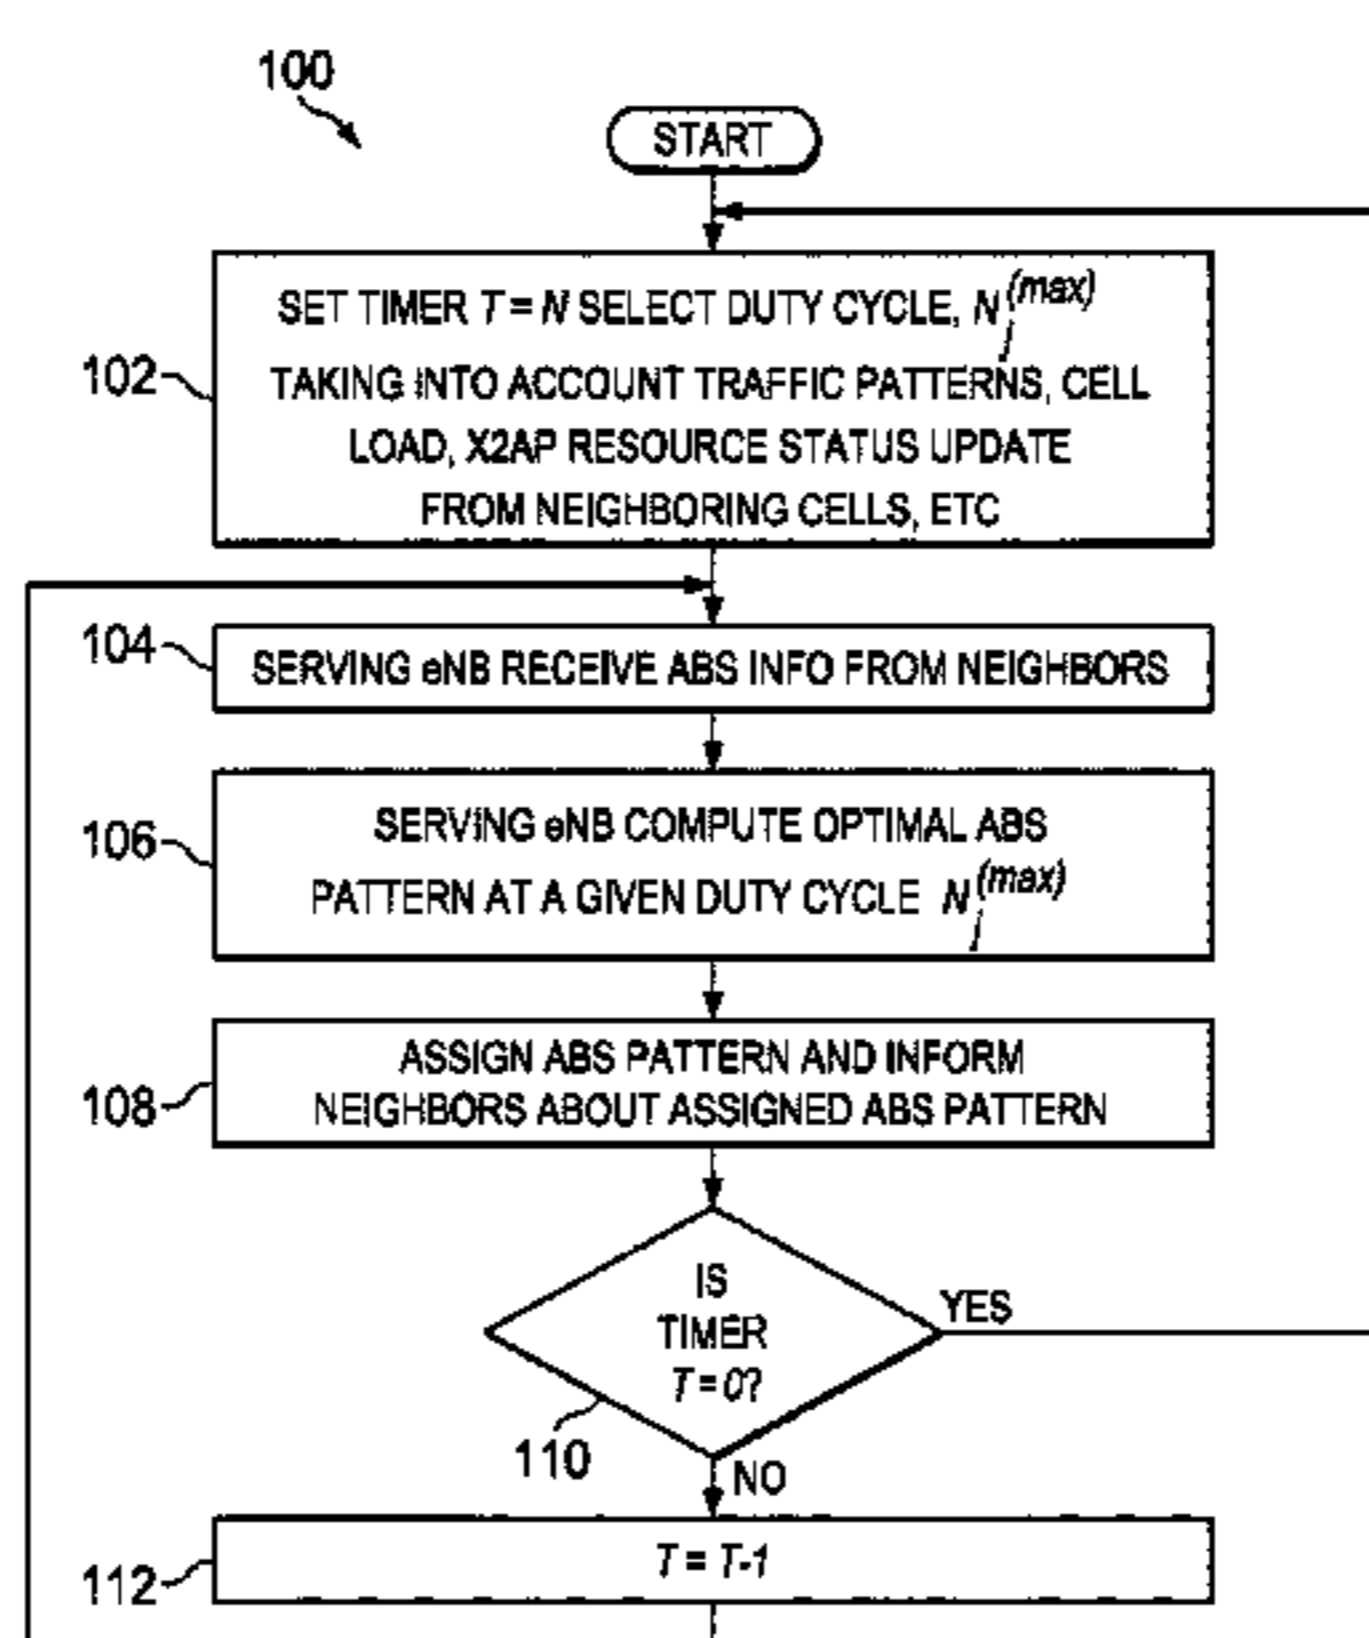 100
START
102
SET TIMER T = N SELECT DUTY CYCLE, N_i^(max)
TAKING INTO ACCOUNT TRAFFIC PATTERNS, CELL
LOAD, X2AP RESOURCE STATUS UPDATE
FROM NEIGHBORING CELLS, ETC
104
SERVING eNB RECEIVE ABS INFO FROM NEIGHBORS
106
SERVING eNB COMPUTE OPTIMAL ABS
PATTERN AT A GIVEN DUTY CYCLE N_i^(max)
108
ASSIGN ABS PATTERN AND INFORM
NEIGHBORS ABOUT ASSIGNED ABS PATTERN
IS
TIMER
T = 0?
YES
110
NO
112
T = T-1